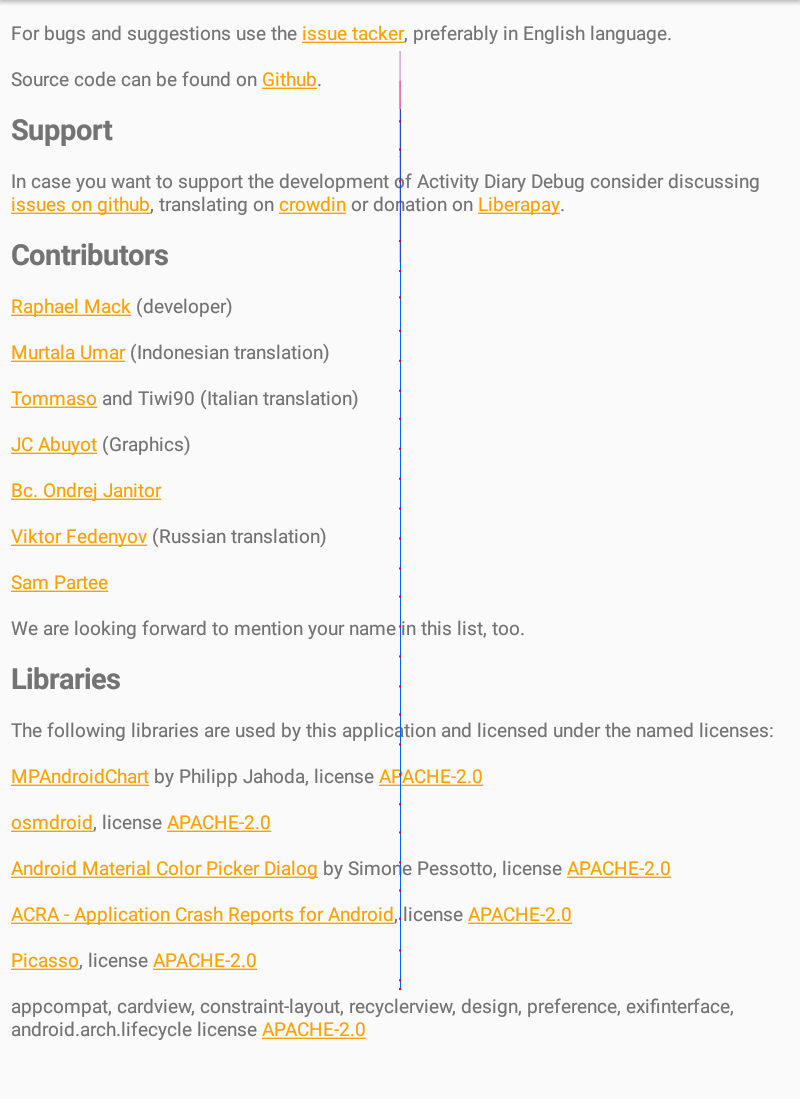 For bugs and suggestions use the issue tacker, preferably in English language.
Source code can be found on Github.
Support
In case you want to support the development of Activity Diary Debug consider discussing
issues on github, translating on crowdin or donation on Liberapay.
Contributors
Raphael Mack (developer)
Murtala Umar (Indonesian translation)
Tommaso and Tiwi90 (Italian translation)
JC Abuyot (Graphics)
Bc. Ondrej Janitor
Viktor Fedenyov (Russian translation)
Sam Partee
We are looking forward to mention your name in this list, too.
Libraries
The following libraries are used by this application and licensed under the named licenses:
MPAndroidChart by Philipp Jahoda, license APACHE-2.0
osmdroid, license APACHE-2.0
Android Material Color Picker Dialog by Simone Pessotto, license APACHE-2.0
ACRA - Application Crash Reports for Android, license APACHE-2.0
Picasso, license APACHE-2.0
appcompat, cardview, constraint-layout, recyclerview, design, preference, exifinterface,
android.arch.lifecycle license APACHE-2.0